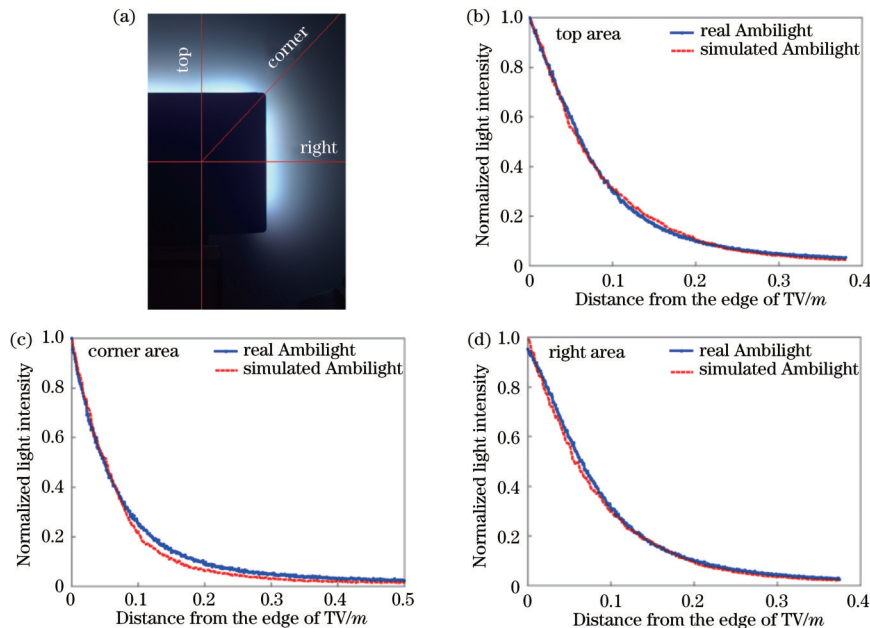 (a)
top
corner
right
(b)
top area
real Ambilight
simulated Ambilight
Normalized light intensity
1.0
0.8
0.6
0.4
0.2
0
0
0.1
0.2
0.3
0.4
Distance from the edge of TV/m
(c)
corner area
real Ambilight
simulated Ambilight
Normalized light intensity
1.0
0.8
0.6
0.4
0.2
0
0
0.1
0.2
0.3
0.4
0.5
Distance from the edge of TV/m
(d)
right area
real Ambilight
simulated Ambilight
Normalized light intensity
1.0
0.8
0.6
0.4
0.2
0
0
0.1
0.2
0.3
0.4
Distance from the edge of TV/m